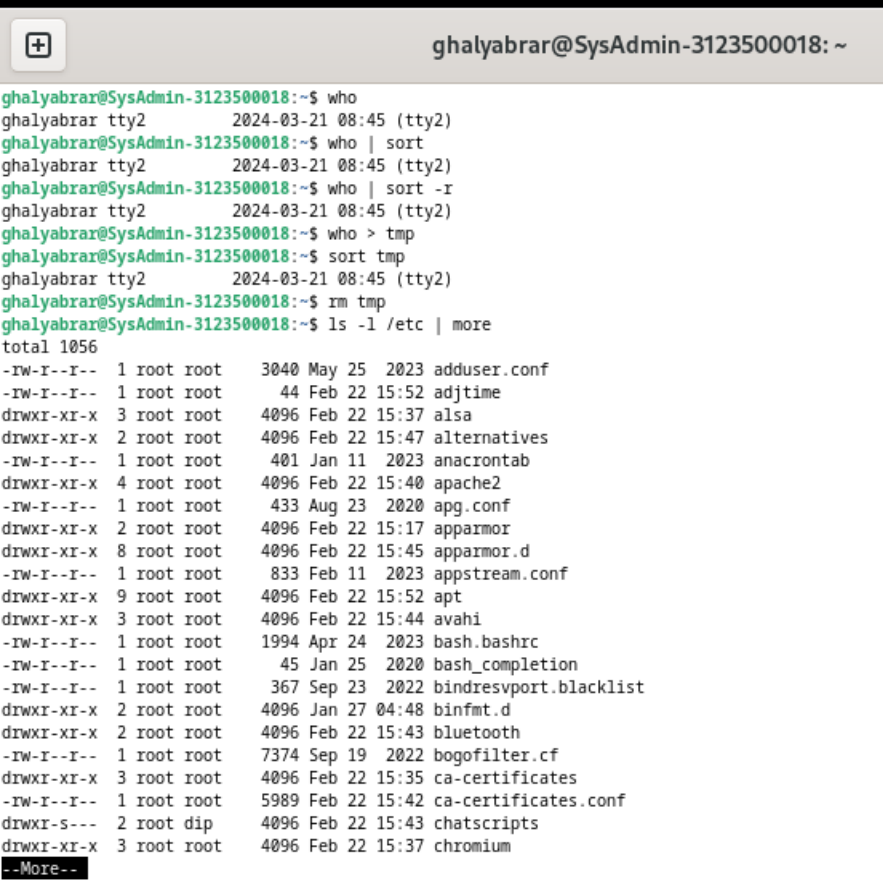 ghalyabrar@SysAdmin-3123500018: ~
ghalyabrar@SysAdmin-3123500018:~$ who
ghalyabrar tty2         2024-03-21 08:45 (tty2)
ghalyabrar@SysAdmin-3123500018:~$ who | sort
ghalyabrar tty2         2024-03-21 08:45 (tty2)
ghalyabrar@SysAdmin-3123500018:~$ who | sort -r
ghalyabrar tty2         2024-03-21 08:45 (tty2)
ghalyabrar@SysAdmin-3123500018:~$ who > tmp
ghalyabrar@SysAdmin-3123500018:~$ sort tmp
ghalyabrar tty2         2024-03-21 08:45 (tty2)
ghalyabrar@SysAdmin-3123500018:~$ rm tmp
ghalyabrar@SysAdmin-3123500018:~$ ls -l /etc | more
total 1056
-rw-r--r--  1 root root    3040 May 25  2023 adduser.conf
-rw-r--r--  1 root root      44 Feb 22 15:52 adjtime
drwxr-xr-x  3 root root    4096 Feb 22 15:37 alsa
drwxr-xr-x  2 root root    4096 Feb 22 15:47 alternatives
-rw-r--r--  1 root root     401 Jan 11  2023 anacrontab
drwxr-xr-x  4 root root    4096 Feb 22 15:40 apache2
-rw-r--r--  1 root root     433 Aug 23  2020 apg.conf
drwxr-xr-x  2 root root    4096 Feb 22 15:17 apparmor
drwxr-xr-x  8 root root    4096 Feb 22 15:45 apparmor.d
-rw-r--r--  1 root root     833 Feb 11  2023 appstream.conf
drwxr-xr-x  9 root root    4096 Feb 22 15:52 apt
drwxr-xr-x  3 root root    4096 Feb 22 15:44 avahi
-rw-r--r--  1 root root    1994 Apr 24  2023 bash.bashrc
-rw-r--r--  1 root root      45 Jan 25  2020 bash_completion
-rw-r--r--  1 root root     367 Sep 23  2022 bindresvport.blacklist
drwxr-xr-x  2 root root    4096 Jan 27 04:48 binfmt.d
drwxr-xr-x  2 root root    4096 Feb 22 15:43 bluetooth
-rw-r--r--  1 root root    7374 Sep 19  2022 bogofilter.cf
drwxr-xr-x  3 root root    4096 Feb 22 15:35 ca-certificates
-rw-r--r--  1 root root    5989 Feb 22 15:42 ca-certificates.conf
drwxr-s---  2 root dip     4096 Feb 22 15:43 chatscripts
drwxr-xr-x  3 root root    4096 Feb 22 15:37 chromium
--More--